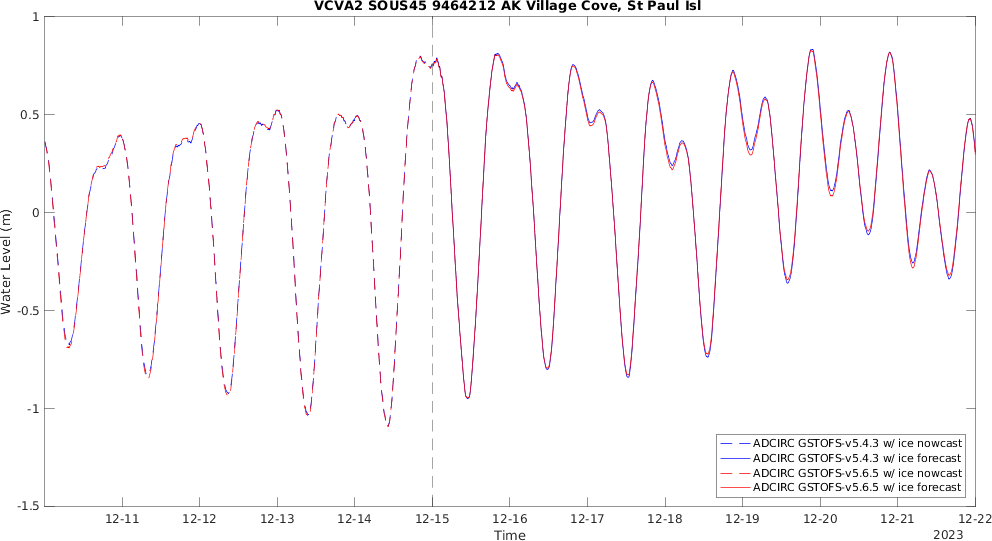 VCVA2 SOUS45 9464212 AK Village Cove, St Paul Isl
1
0.5
0
-0.5
-1
-1.5
Water Level (m)
12-11 12-12 12-13 12-14 12-15 12-16 12-17 12-18 12-19 12-20 12-21 12-22
Time
2023
ADCIRC GSTOFS-v5.4.3 w/ ice nowcast
ADCIRC GSTOFS-v5.4.3 w/ ice forecast
ADCIRC GSTOFS-v5.6.5 w/ ice nowcast
ADCIRC GSTOFS-v5.6.5 w/ ice forecast